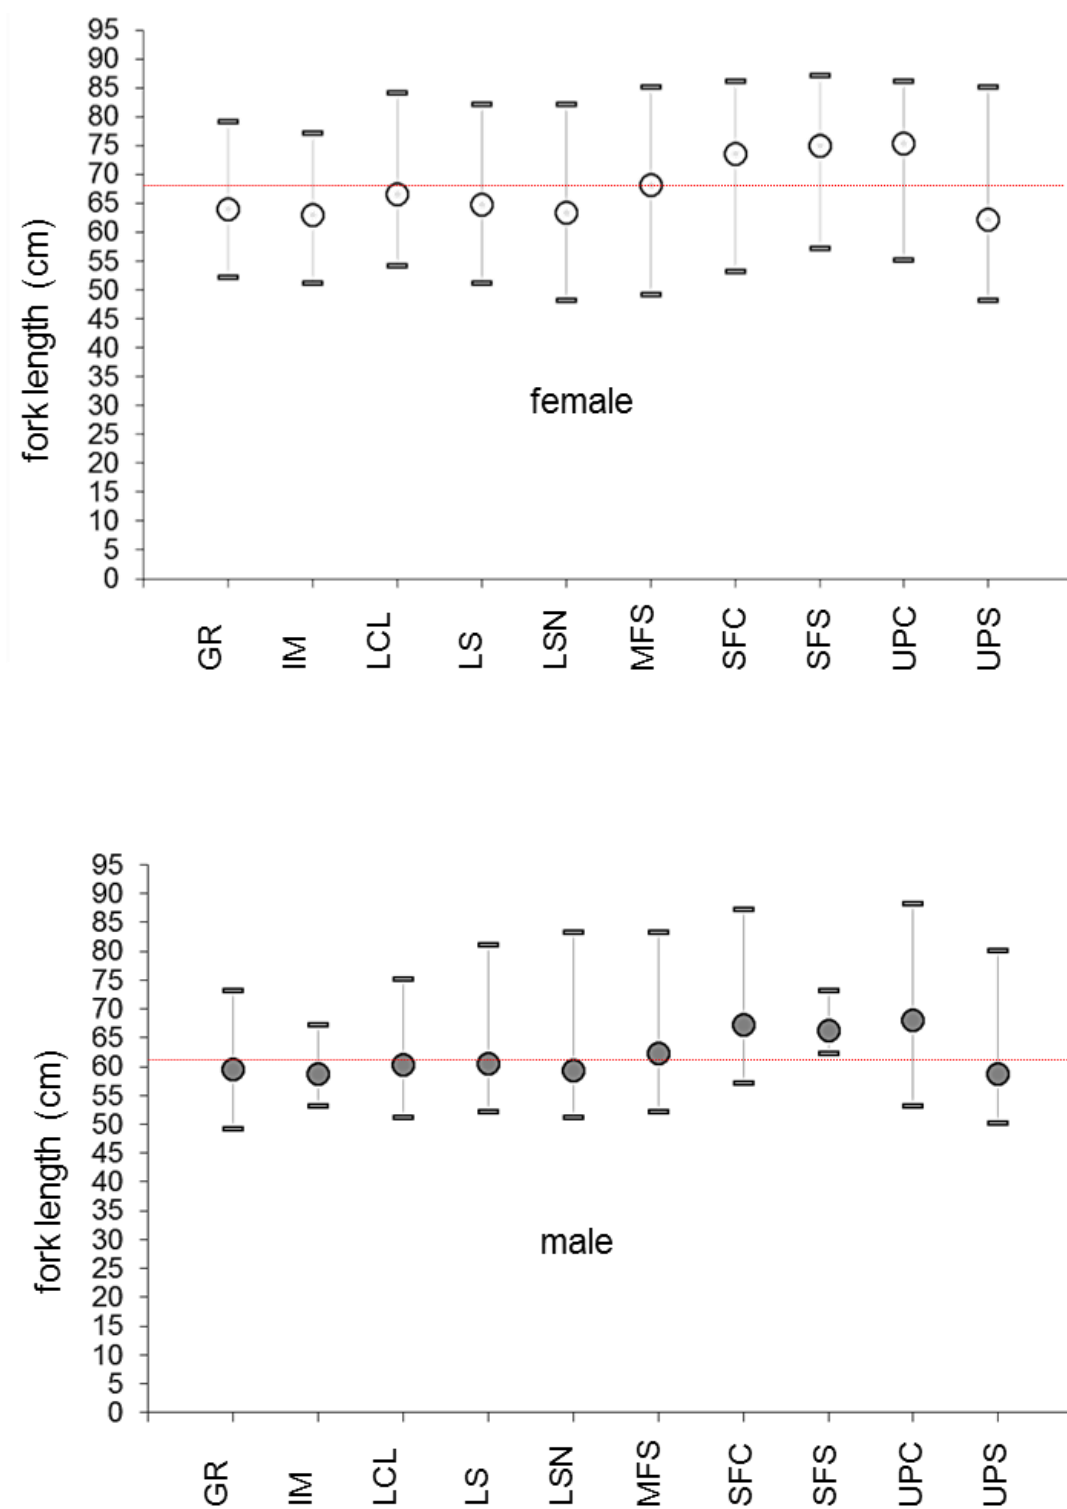 fork length (cm)
95
90
85
80
75
70
65
60
55
50
45
40
35
30
25
20
15
10
5
0
female
GR
IM
LCL
LS
LSN
MFS
SFC
SFS
UPC
UPS
fork length (cm)
95
90
85
80
75
70
65
60
55
50
45
40
35
30
25
20
15
10
5
0
male
GR
IM
LCL
LS
LSN
MFS
SFC
SFS
UPC
UPS